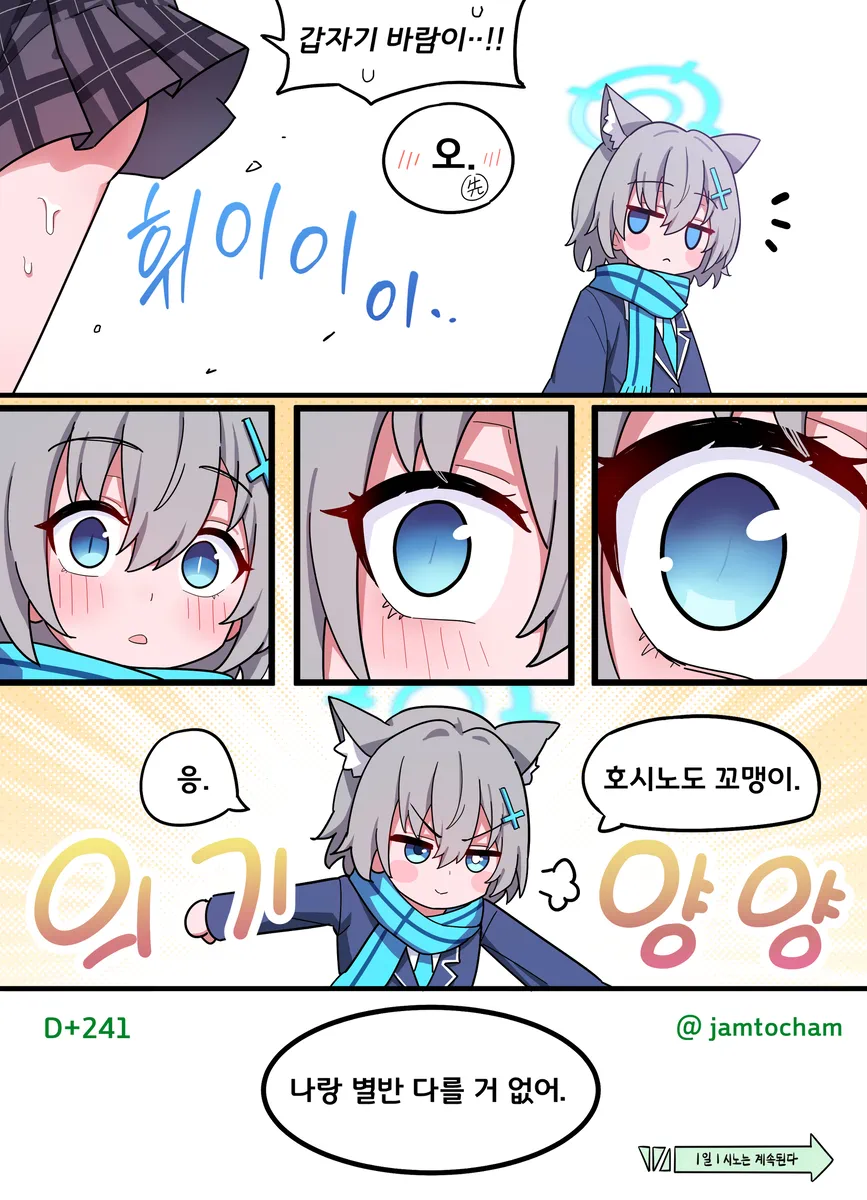 갑자기 바람이··!!
오.
先
휘이이이..
응.
호시노도 꼬맹이.
의기양양
D+241
@ jamtocham
나랑 별반 다를 거 없어.
1일 1시노는 계속된다